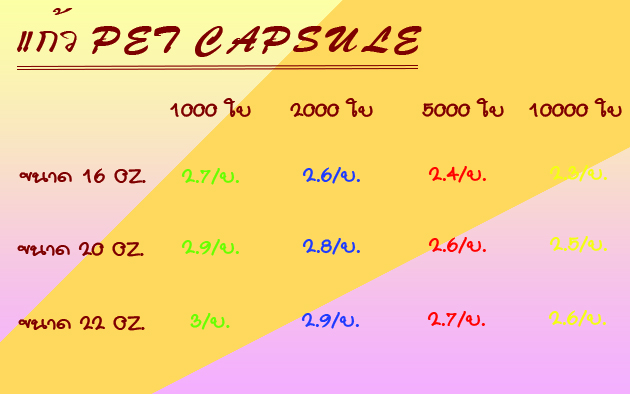 แก้ว PET CAPSULE
1000 ใบ 2000 ใบ 5000 ใบ 10000 ใบ
ขนาด 16 OZ. 2.7/บ. 2.6/บ. 2.4/บ. 2.3/บ.
ขนาด 20 OZ. 2.9/บ. 2.8/บ. 2.6/บ. 2.5/บ.
ขนาด 22 OZ. 3/บ. 2.9/บ. 2.7/บ. 2.6/บ.